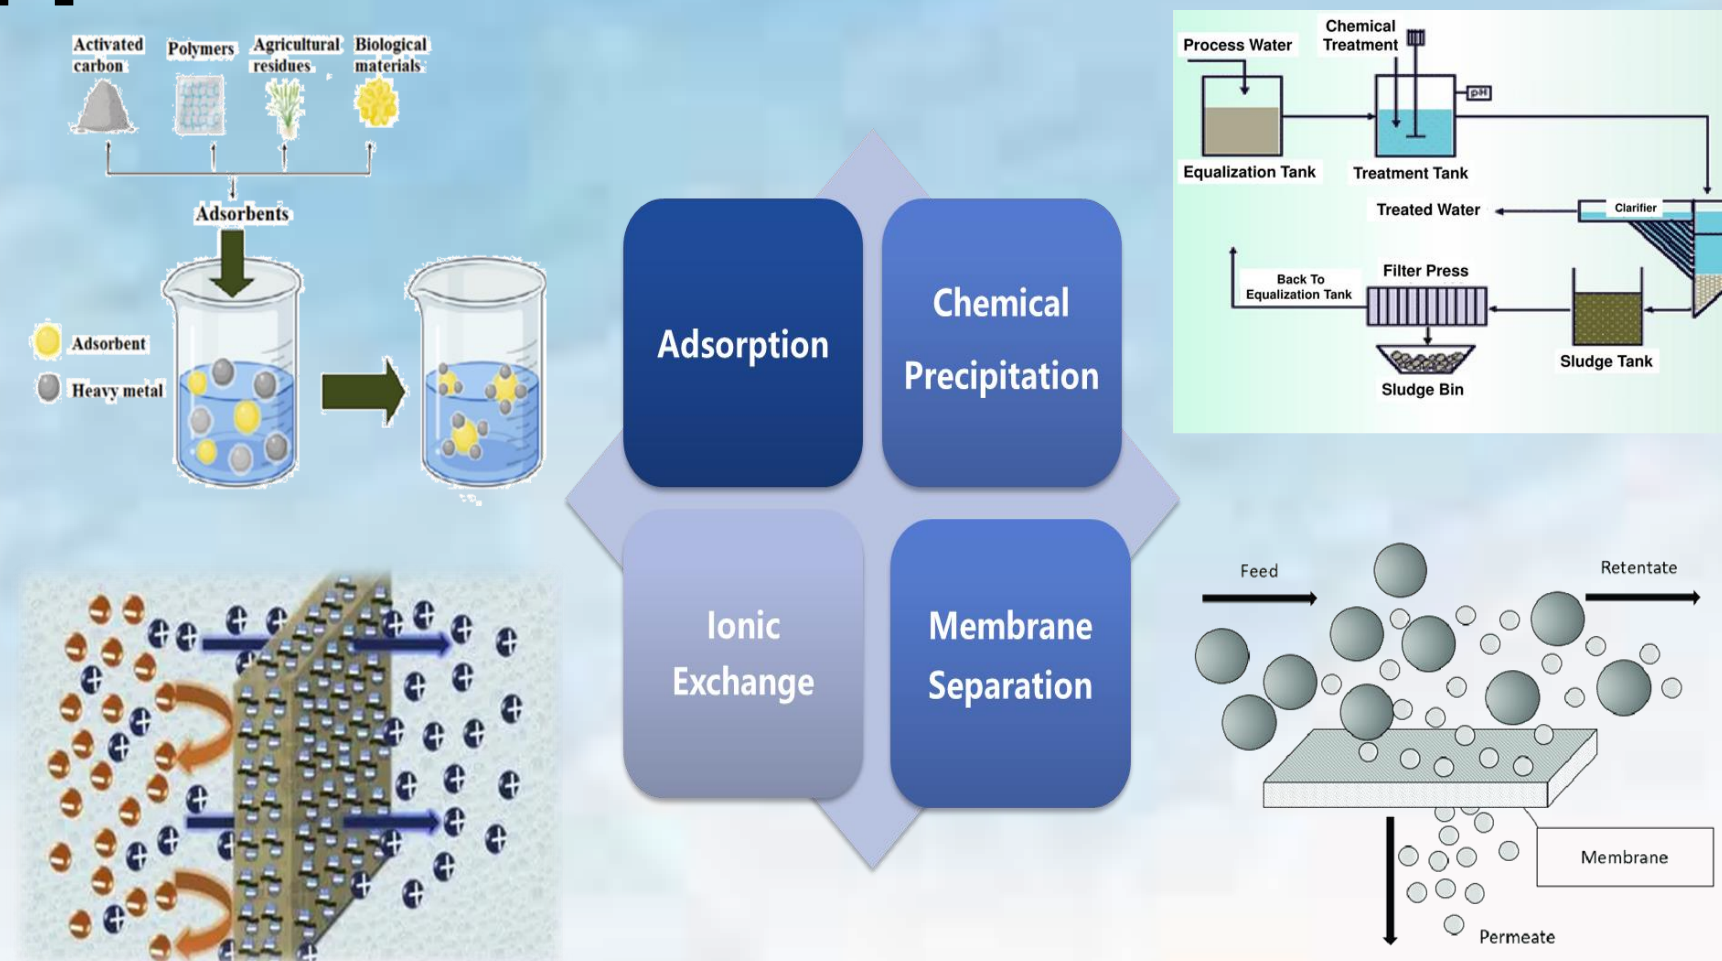 Activated
carbon
Polymers
Agricultural
residues
Biological
materials
Adsorbents
Adsorbent
Heavy metal
Adsorption
Chemical
Precipitation
Ionic
Exchange
Membrane
Separation
Process Water
Chemical
Treatment
pH
Equalization Tank
Treatment Tank
Treated Water
Clarifier
Back To
Equalization Tank
Filter Press
Sludge Tank
Sludge Bin
Feed
Retentate
Membrane
Permeate